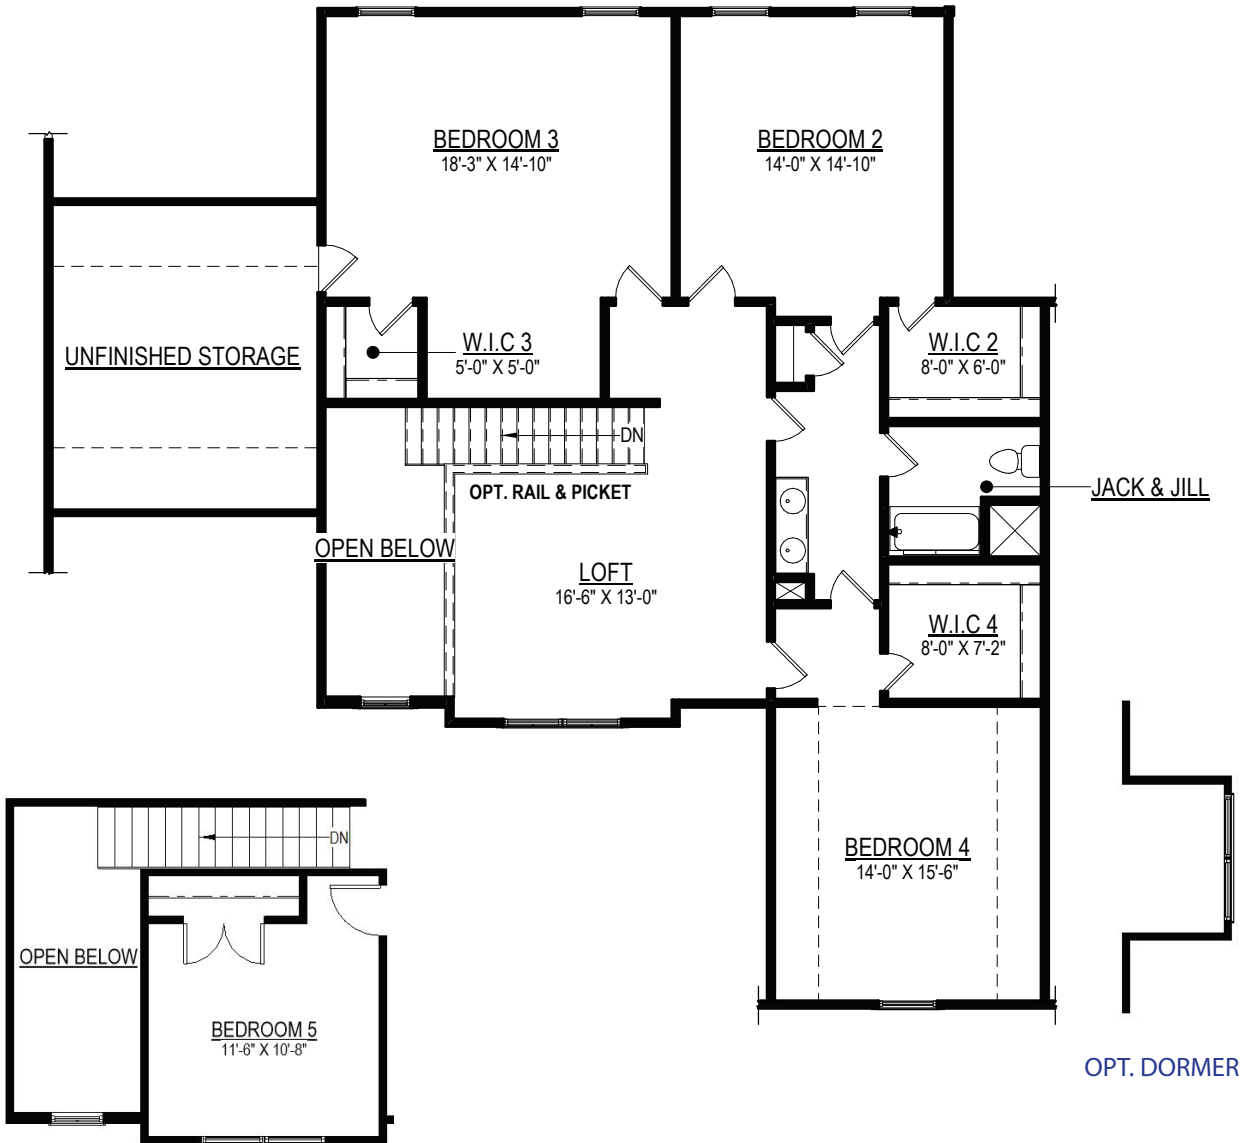 BEDROOM 3
18'-3" X 14'-10"
BEDROOM 2
14'-0" X 14'-10"
UNFINISHED STORAGE
W.I.C 3
5'-0" X 5'-0"
W.I.C 2
8'-0" X 6'-0"
DN
OPT. RAIL & PICKET
JACK & JILL
OPEN BELOW
LOFT
16'-6" X 13'-0"
W.I.C 4
8'-0" X 7'-2"
BEDROOM 4
14'-0" X 15'-6"
DN
OPEN BELOW
BEDROOM 5
11'-6" X 10'-8"
OPT. DORMER